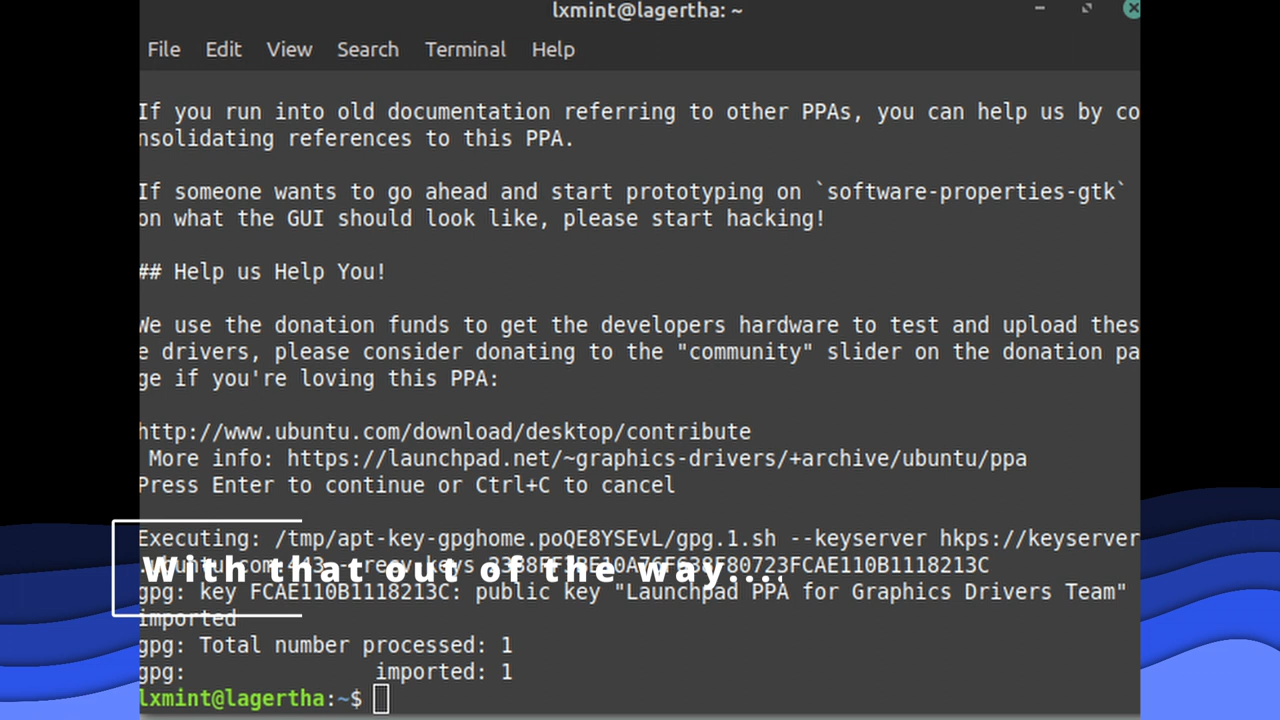 lxmint@lagertha: ~
File Edit View Search Terminal Help
If you run into old documentation referring to other PPAs, you can help us by co
nsolidating references to this PPA.
If someone wants to go ahead and start prototyping on `software-properties-gtk`
on what the GUI should look like, please start hacking!
## Help us Help You!
We use the donation funds to get the developers hardware to test and upload thes
e drivers, please consider donating to the "community" slider on the donation pa
ge if you're loving this PPA:
http://www.ubuntu.com/download/desktop/contribute
More info: https://launchpad.net/~graphics-drivers/+archive/ubuntu/ppa
Press Enter to continue or Ctrl+C to cancel
Executing: /tmp/apt-key-gpghome.poQE8YSEvL/gpg.1.sh --keyserver hkps://keyserver
With that out of the way....
gpg: key FCAE110B1118213C: public key "Launchpad PPA for Graphics Drivers Team"
imported
gpg: Total number processed: 1
gpg: imported: 1
lxmint@lagertha:~$